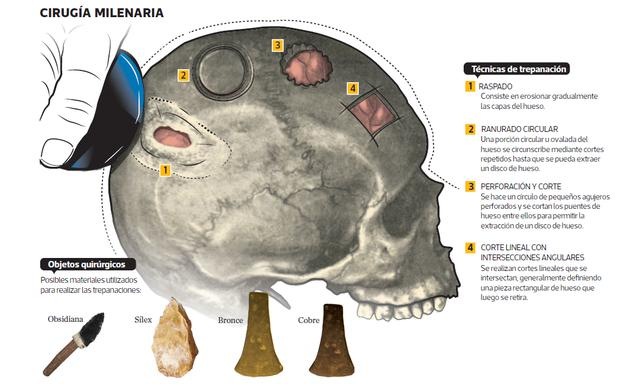 CIRUGÍA MILENARIA
3
2
4
1
Técnicas de trepanación
1 RASPADO
Consiste en erosionar gradualmente
las capas del hueso.
2 RANURADO CIRCULAR
Una porción circular u ovalada del
hueso se circunscribe mediante cortes
repetidos hasta que se pueda extraer
un disco de hueso.
3 PERFORACIÓN Y CORTE
Se hace un círculo de pequeños agujeros
perforados y se cortan los puentes de
hueso entre ellos para permitir la
extracción de un disco de hueso.
4 CORTE LINEAL CON
INTERSECCIONES ANGULARES
Se realizan cortes lineales que se
intersectan, generalmente definiendo
una pieza rectangular de hueso que
luego se retira.
Objetos quirúrgicos
Posibles materiales utilizados
para realizar las trepanaciones:
Obsidiana
Sílex
Bronce
Cobre